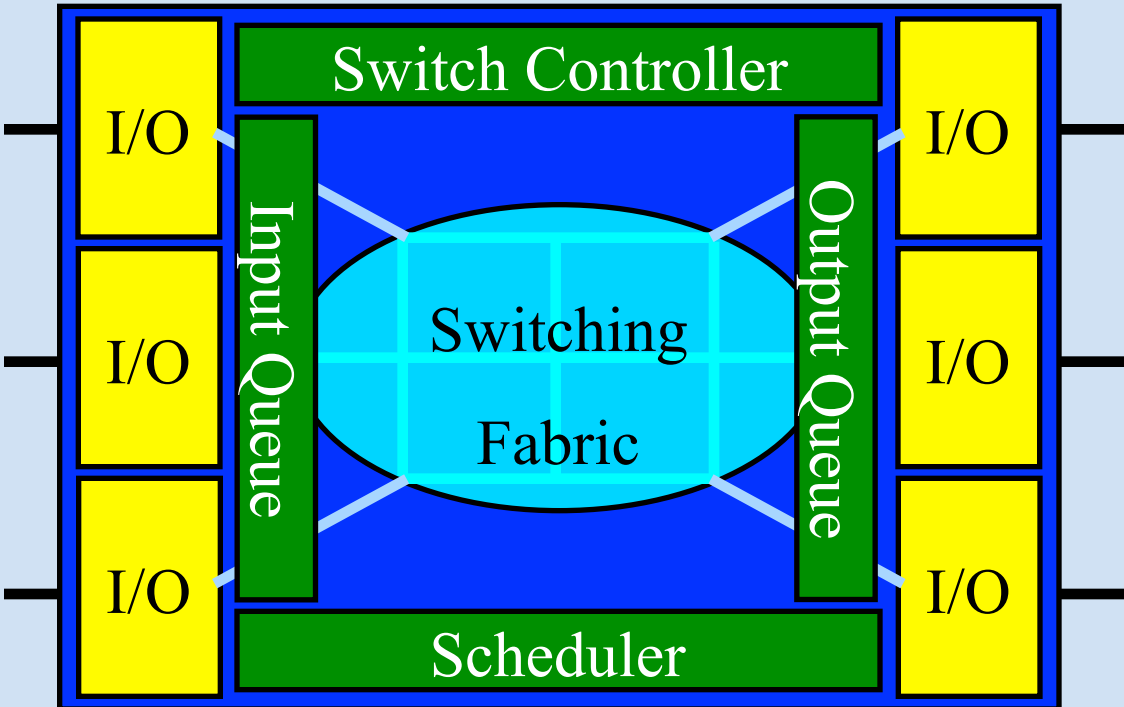 Switch Controller
I/O
I/O
I/O
Input Queue
Switching
Fabric
Output Queue
I/O
I/O
I/O
Scheduler